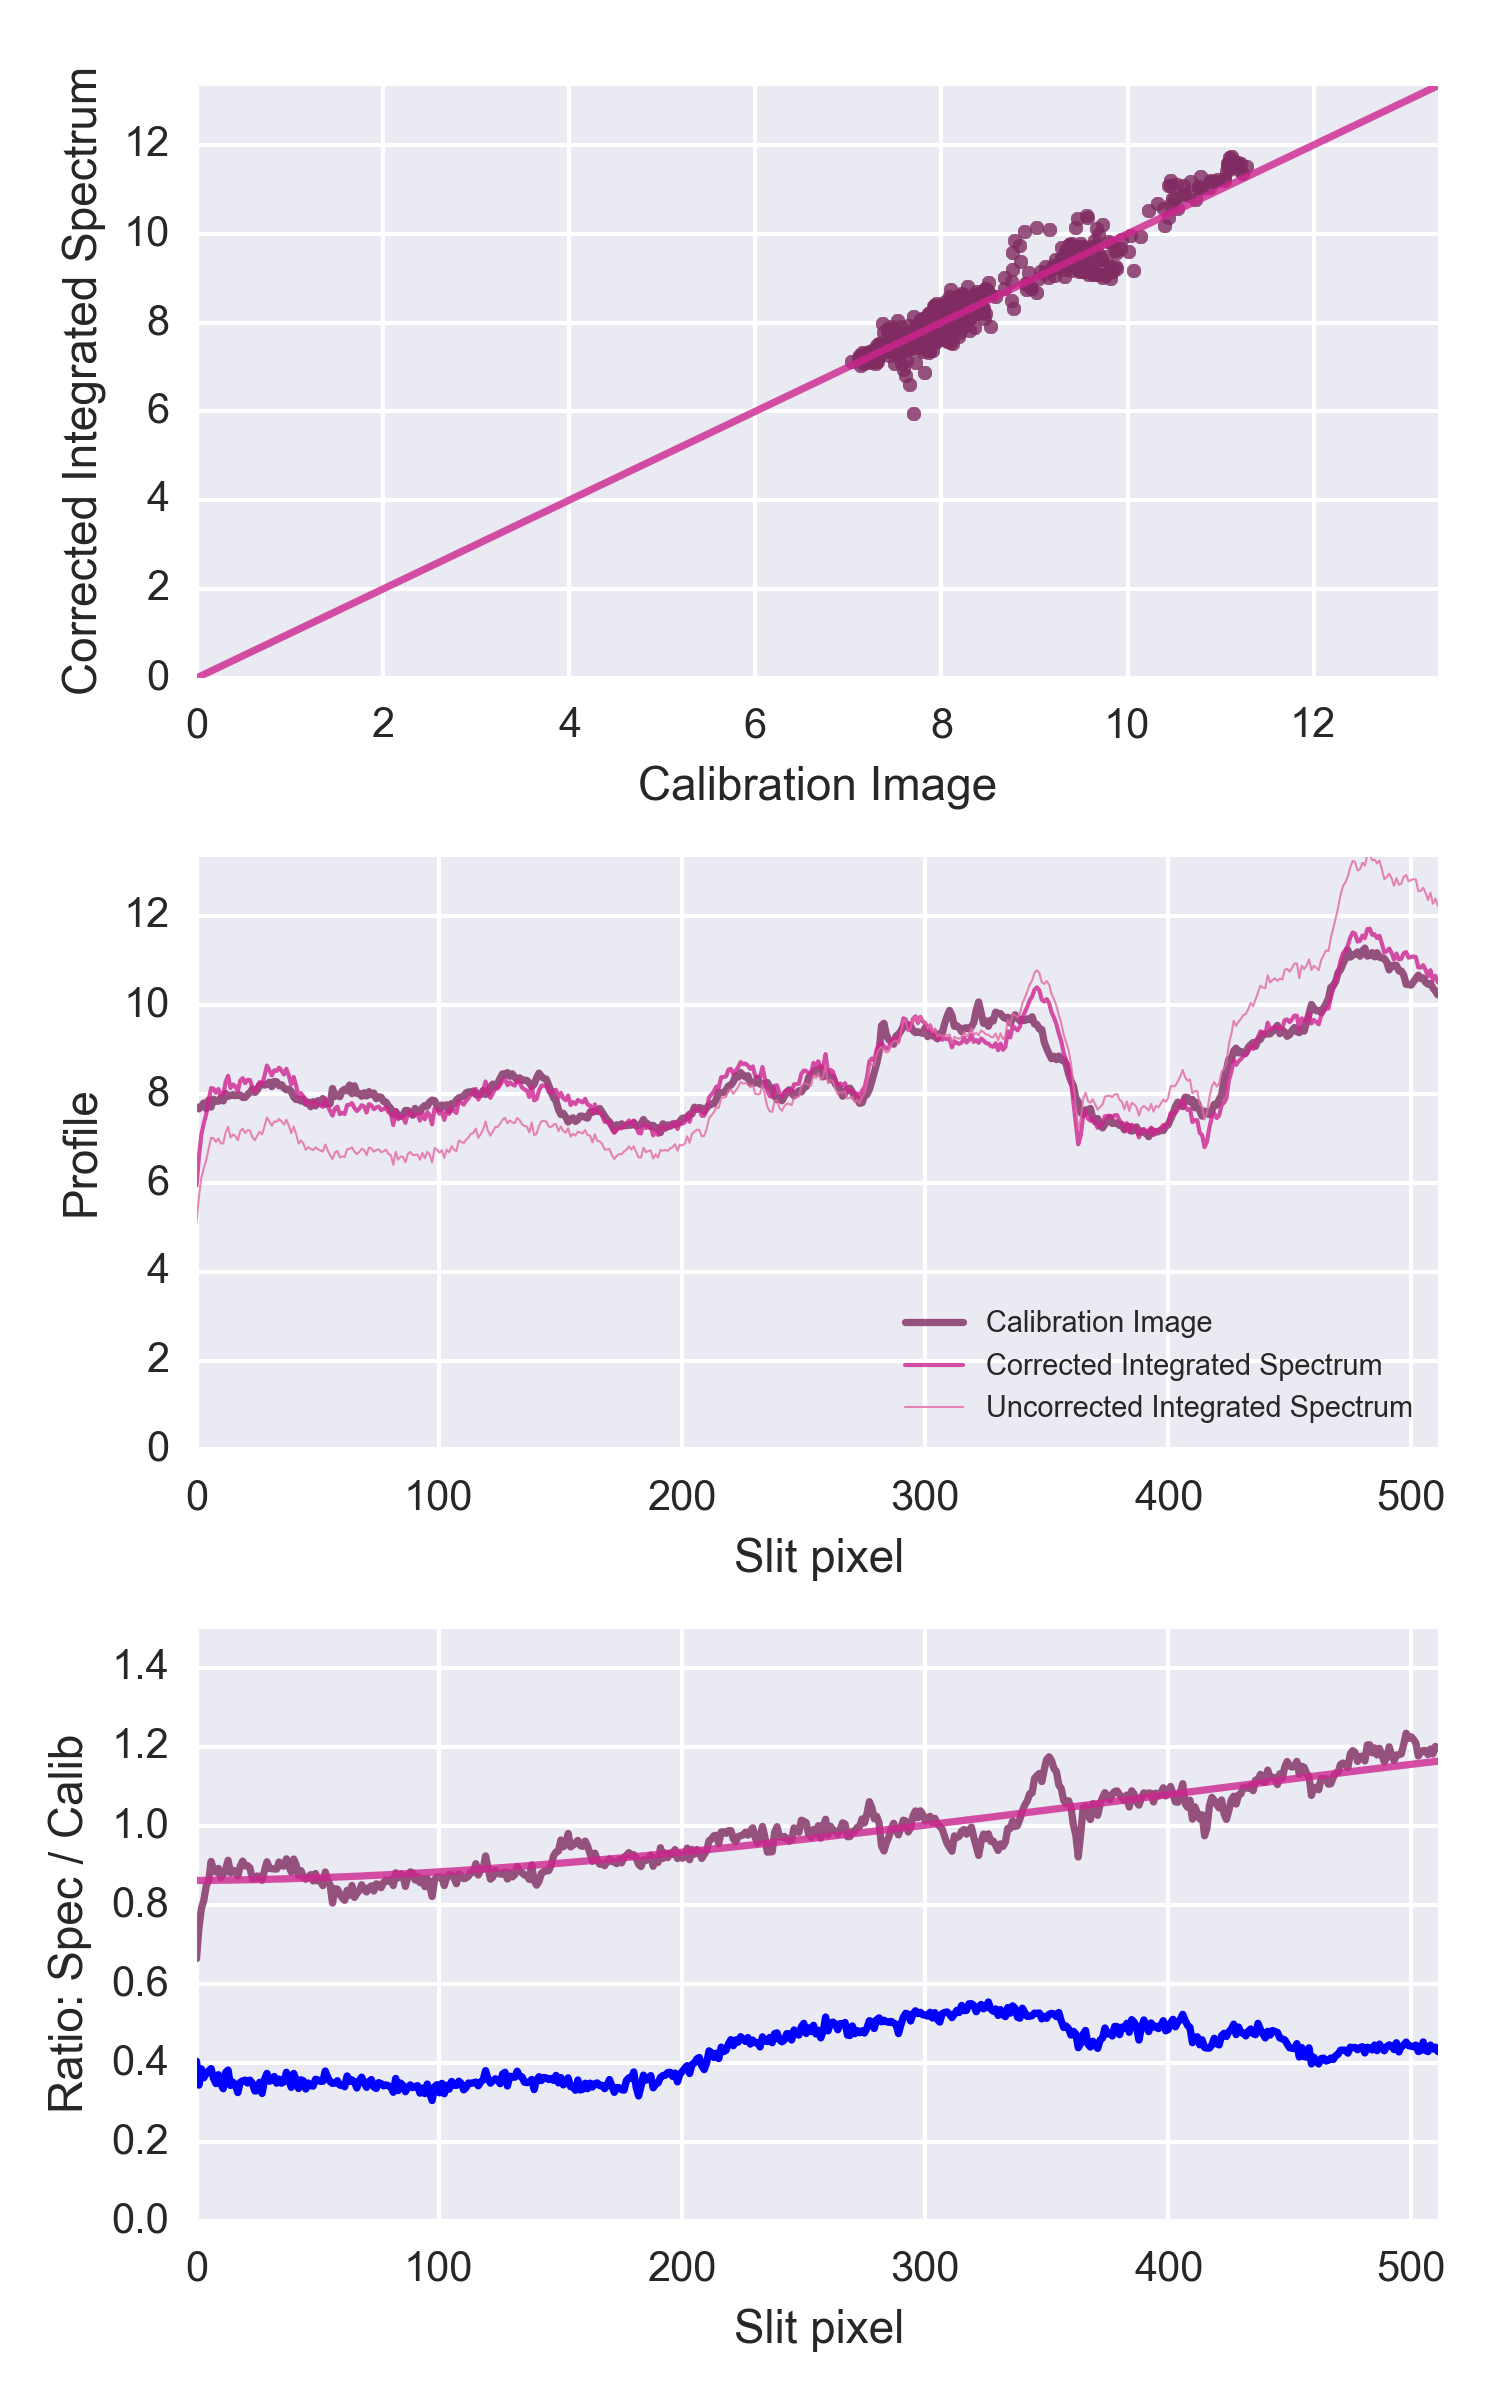 Corrected Integrated Spectrum
12
10
8
6
4
2
0
0 2 4 6 8 10 12
Calibration Image
Profile
12
10
8
6
4
2
0
Calibration Image
Corrected Integrated Spectrum
Uncorrected Integrated Spectrum
0 100 200 300 400 500
Slit pixel
Ratio: Spec / Calib
1.4
1.2
1.0
0.8
0.6
0.4
0.2
0.0
0 100 200 300 400 500
Slit pixel